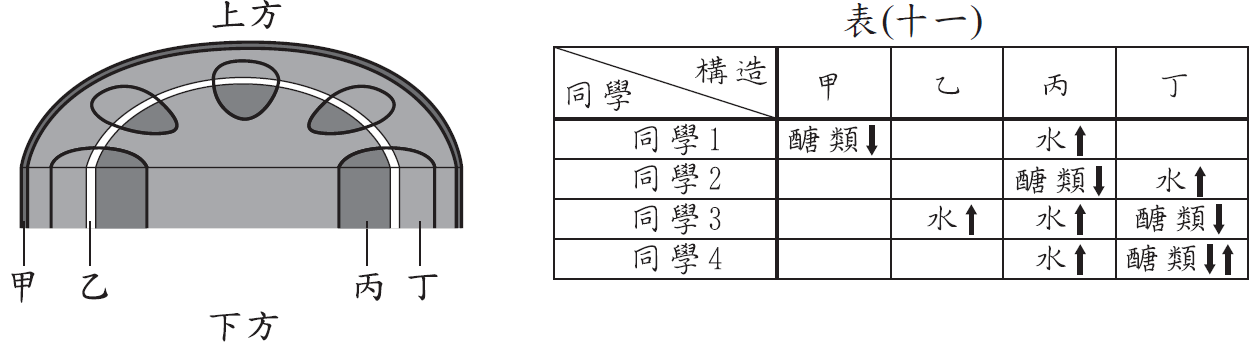 上方
甲 乙 丙 丁
下方
表(十一)
構造
同學
甲 乙 丙 丁
同學1 醣類↓ 水↑
同學2 醣類↓ 水↑
同學3 水↑ 水↑ 醣類↓
同學4 水↑ 醣類↓↑